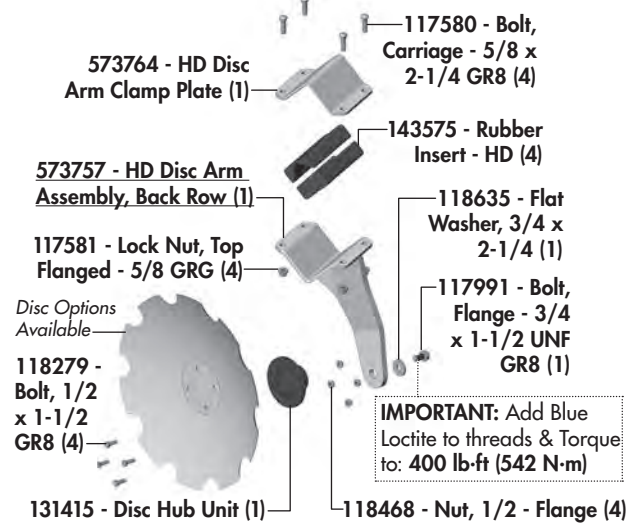 117580 - Bolt,
Carriage - 5/8 x
2-1/4 GR8 (4)
573764 - HD Disc
Arm Clamp Plate (1)
143575 - Rubber
Insert - HD (4)
573757 - HD Disc Arm
Assembly, Back Row (1)
118635 - Flat
Washer, 3/4 x
2-1/4 (1)
117581 - Lock Nut, Top
Flanged - 5/8 GRG (4)
117991 - Bolt,
Flange - 3/4
x 1-1/2 UNF
GR8 (1)
Disc Options
Available
118279 -
Bolt, 1/2
x 1-1/2
GR8 (4)
IMPORTANT: Add Blue
Loctite to threads & Torque
to: 400 lb·ft (542 N·m)
131415 - Disc Hub Unit (1)
118468 - Nut, 1/2 - Flange (4)